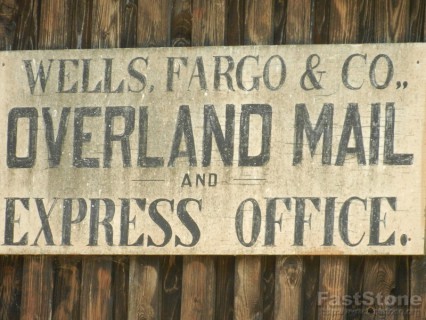 WELLS, FARGO & CO.,
OVERLAND MAIL
AND
EXPRESS OFFICE.
FastStone